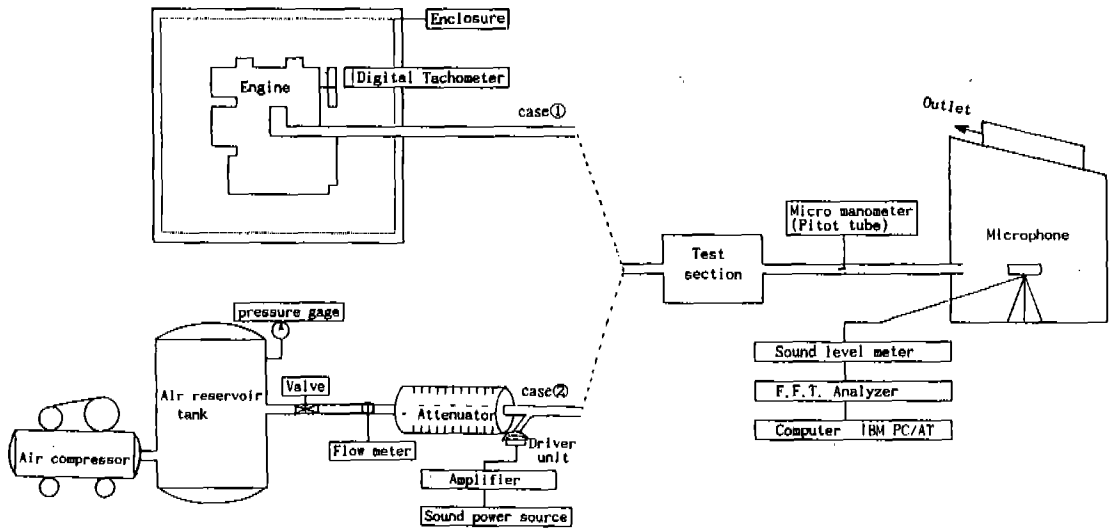 Enclosure
Engine
Digital Tachometer
case①
Outlet
Micro manometer
(Pitot tube)
Microphone
Test
section
pressure gage
Valve
Air reservoir
tank
Attenuator
case②
Driver
unit
Flow meter
Air compressor
Amplifier
Sound power source
Sound level meter
F.F.T. Analyzer
Computer IBM PC/AT